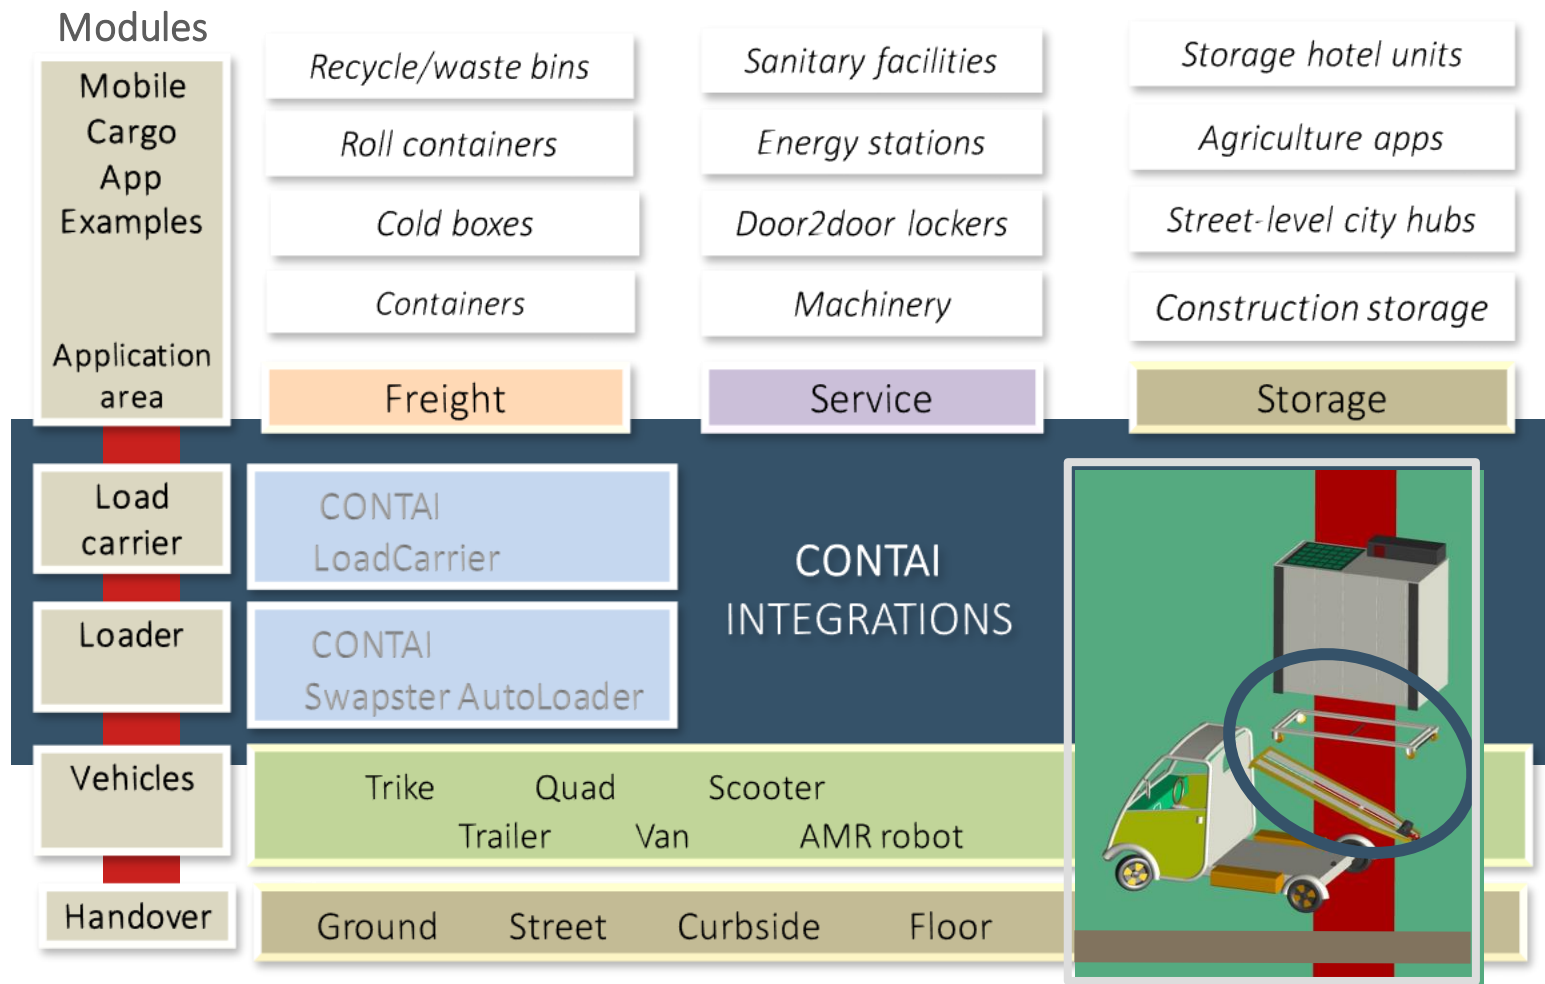 Modules
Mobile
Cargo
App
Examples
Application
area
Recycle/waste bins
Roll containers
Cold boxes
Containers
Freight
Sanitary facilities
Energy stations
Door2door lockers
Machinery
Service
Storage hotel units
Agriculture apps
Street-level city hubs
Construction storage
Storage
Load
carrier
CONTAI
LoadCarrier
Loader
CONTAI
Swapster AutoLoader
CONTAI
INTEGRATIONS
Vehicles
Trike Quad Scooter
Trailer Van AMR robot
Handover
Ground Street Curbside Floor